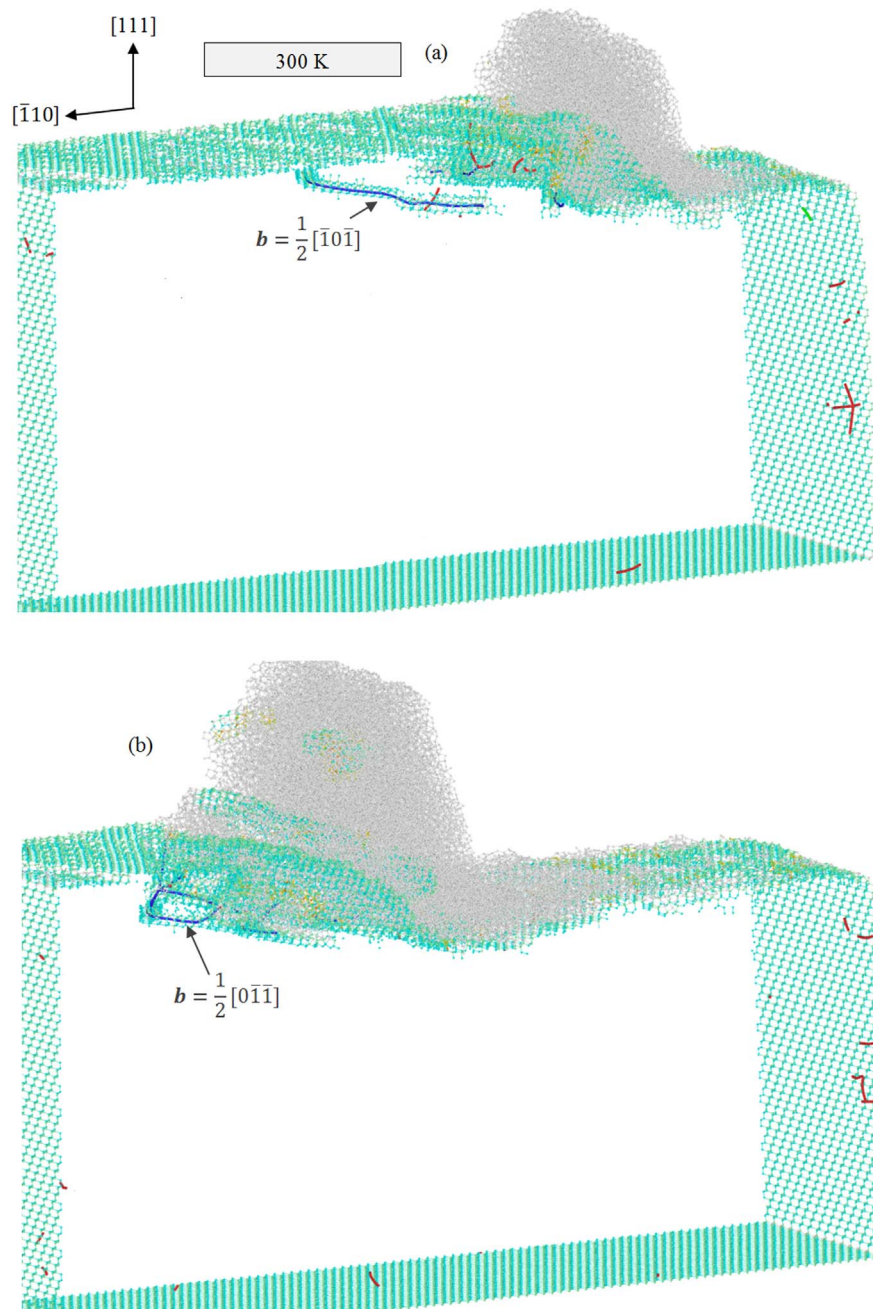 [111]
300 K
(a)
[1̄10]
b = 1/2 [1̄01̄]
(b)
b = 1/2 [01̄1̄]